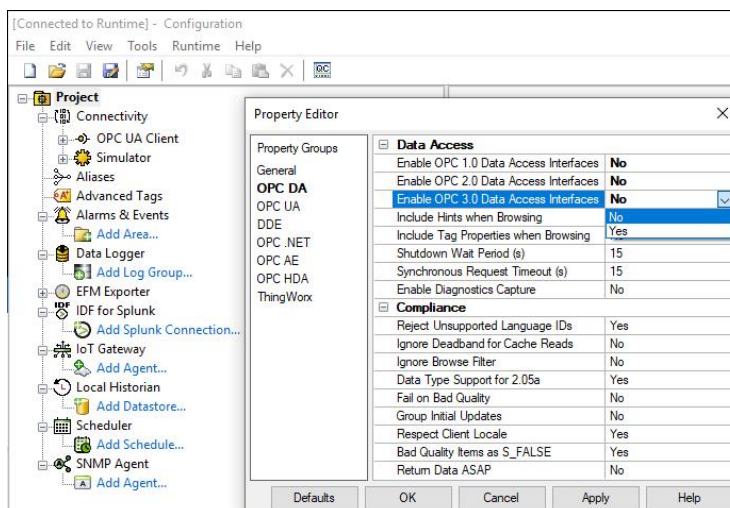 [Connected to Runtime] - Configuration
File Edit View Tools Runtime Help
QC
Project
Connectivity
OPC UA Client
Simulator
Aliases
Advanced Tags
Alarms & Events
Add Area...
Data Logger
Add Log Group...
EFM Exporter
IDF for Splunk
Add Splunk Connection...
IoT Gateway
Add Agent...
Local Historian
Add Datastore...
Scheduler
Add Schedule...
SNMP Agent
Add Agent...
Property Editor
Property Groups
General
OPC DA
OPC UA
DDE
OPC .NET
OPC AE
OPC HDA
ThingWorx
Data Access
Enable OPC 1.0 Data Access Interfaces No
Enable OPC 2.0 Data Access Interfaces No
Enable OPC 3.0 Data Access Interfaces No
Include Hints when Browsing No
Include Tag Properties when Browsing Yes
Shutdown Wait Period (s) 15
Synchronous Request Timeout (s) 15
Enable Diagnostics Capture No
Compliance
Reject Unsupported Language IDs Yes
Ignore Deadband for Cache Reads No
Ignore Browse Filter No
Data Type Support for 2.05a Yes
Fail on Bad Quality No
Group Initial Updates No
Respect Client Locale Yes
Bad Quality Items as S_FALSE Yes
Return Data ASAP No
Defaults OK Cancel Apply Help